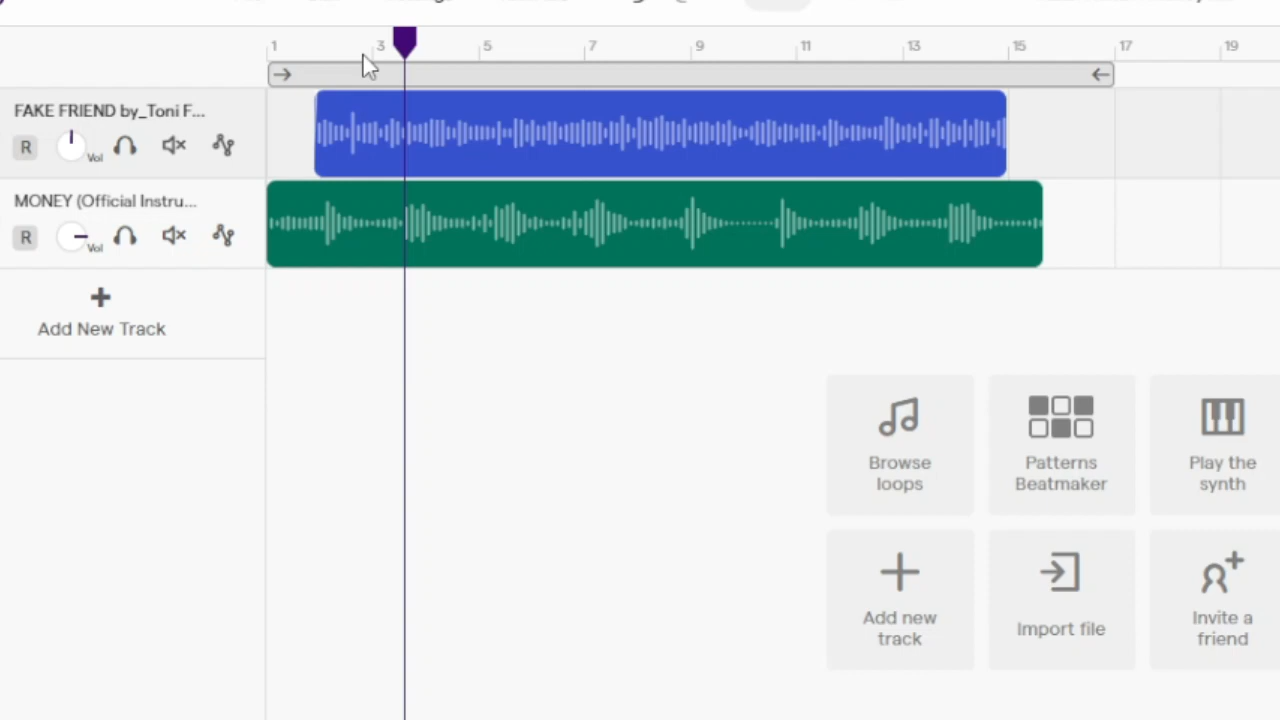 1 3 5 7 9 11 13 15 17 19
FAKE FRIEND by_Toni F...
R Vol
MONEY (Official Instru...
R Vol
Add New Track
Browse loops
Patterns Beatmaker
Play the synth
Add new track
Import file
Invite a friend